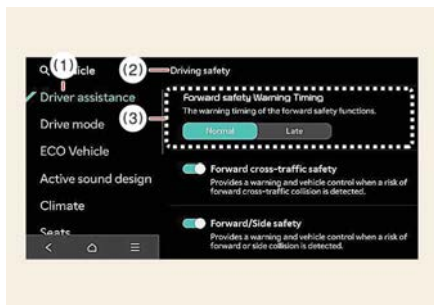 (1)
icle
(2)
Driving safety
Driver assistance
(3)
Forward safety Warning Timing
The warning timing of the forward safety functions.
Normal
Late
Drive mode
ECO Vehicle
Forward cross-traffic safety
Provides a warning and vehicle control when a risk of
forward cross-traffic collision is detected.
Active sound design
Climate
Seats
Forward/Side safety
Provides a warning and vehicle control when a risk of
forward or side collision is detected.